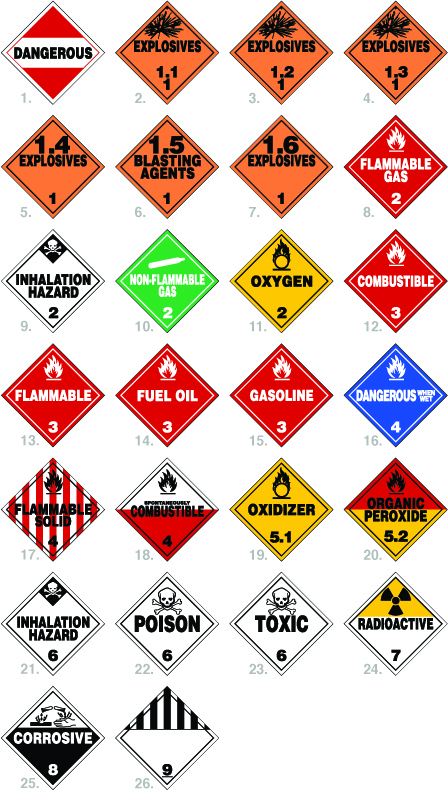 DANGEROUS
1.
EXPLOSIVES
1.1
1
2.
EXPLOSIVES
1.2
1
3.
EXPLOSIVES
1.3
1
4.
1.4
EXPLOSIVES
1
5.
1.5
BLASTING
AGENTS
1
6.
1.6
EXPLOSIVES
1
7.
FLAMMABLE
GAS
2
8.
INHALATION
HAZARD
2
9.
NON-FLAMMABLE
GAS
2
10.
OXYGEN
2
11.
COMBUSTIBLE
3
12.
FLAMMABLE
3
13.
FUEL OIL
3
14.
GASOLINE
3
15.
DANGEROUS WHEN
WET
4
16.
FLAMMABLE
SOLID
4
17.
SPONTANEOUSLY
COMBUSTIBLE
4
18.
OXIDIZER
5.1
19.
ORGANIC
PEROXIDE
5.2
20.
INHALATION
HAZARD
6
21.
POISON
6
22.
TOXIC
6
23.
RADIOACTIVE
7
24.
CORROSIVE
8
25.
9
26.